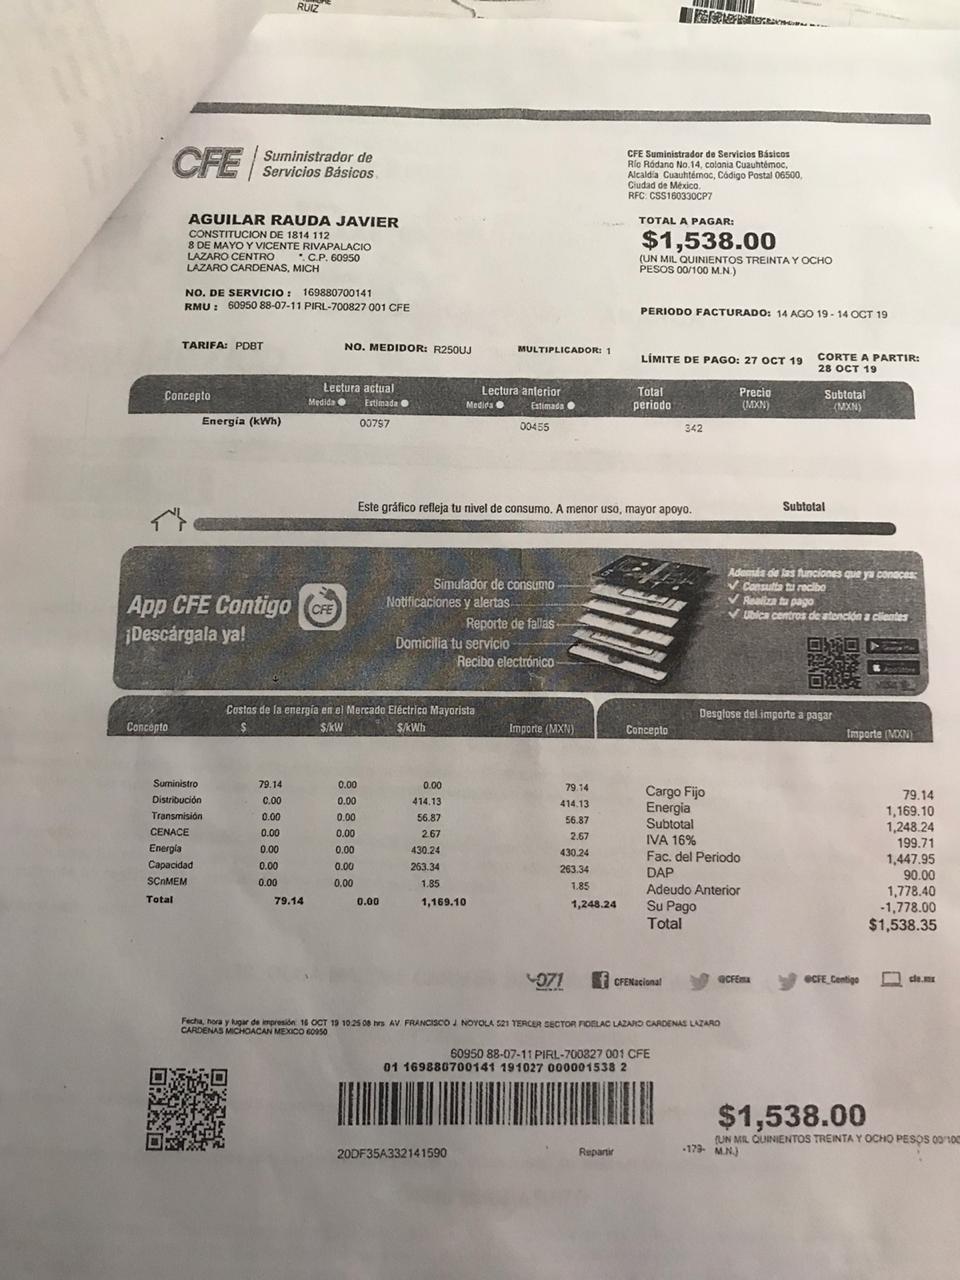 RUIZ
CFE Suministrador de
Servicios Básicos
CFE Suministrador de Servicios Básicos
Río Ródano No.14, colonia Cuauhtémoc,
Alcaldía Cuauhtémoc, Código Postal 06500,
Ciudad de México.
RFC: CSS160330CP7
AGUILAR RAUDA JAVIER
CONSTITUCION DE 1814 112
8 DE MAYO Y VICENTE RIVAPALACIO
LAZARO CENTRO *. C.P. 60950
LAZARO CARDENAS, MICH
TOTAL A PAGAR:
$1,538.00
(UN MIL QUINIENTOS TREINTA Y OCHO
PESOS 00/100 M.N.)
NO. DE SERVICIO : 169880700141
RMU : 60950 88-07-11 PIRL-700827 001 CFE
PERIODO FACTURADO: 14 AGO 19 - 14 OCT 19
TARIFA: PDBT NO. MEDIDOR: R250UJ MULTIPLICADOR: 1
LÍMITE DE PAGO: 27 OCT 19 CORTE A PARTIR:
28 OCT 19
Concepto Lectura actual Lectura anterior Total periodo Precio (MXN) Subtotal (MXN)
Medida Estimada Medida Estimada
Energía (kWh) 00797 00455 342
Este gráfico refleja tu nivel de consumo. A menor uso, mayor apoyo. Subtotal
App CFE Contigo CFE
¡Descárgala ya!
Simulador de consumo
Notificaciones y alertas
Reporte de fallas
Domicilia tu servicio
Recibo electrónico
Además de las funciones que ya conoces:
Consulta tu recibo
Realiza tu pago
Ubica centros de atención a clientes
Costos de la energía en el Mercado Eléctrico Mayorista
Concepto $ $/kW $/kWh Importe (MXN)
Suministro 79.14 0.00 0.00 79.14
Distribución 0.00 0.00 414.13 414.13
Transmisión 0.00 0.00 56.87 56.87
CENACE 0.00 0.00 2.67 2.67
Energía 0.00 0.00 430.24 430.24
Capacidad 0.00 0.00 263.34 263.34
SCnMEM 0.00 0.00 1.85 1.85
Total 79.14 0.00 1,169.10 1,248.24
Desglose del importe a pagar
Concepto Importe (MXN)
Cargo Fijo 79.14
Energía 1,169.10
Subtotal 1,248.24
IVA 16% 199.71
Fac. del Periodo 1,447.95
DAP 90.00
Adeudo Anterior 1,778.40
Su Pago -1,778.00
Total $1,538.35
071 CFENacional @CFEmx @CFE_Contigo cfe.mx
Fecha, hora y lugar de impresión: 16 OCT 19 10:25:08 hrs AV. FRANCISCO J. NOYOLA 521 TERCER SECTOR FIDELAC LAZARO CARDENAS LAZARO
CARDENAS MICHOACAN MEXICO 60950
60950 88-07-11 PIRL-700827 001 CFE
01 169880700141 191027 000001538 2
20DF35A332141590 Repartir -179-
$1,538.00
(UN MIL QUINIENTOS TREINTA Y OCHO PESOS 00/100
M.N.)